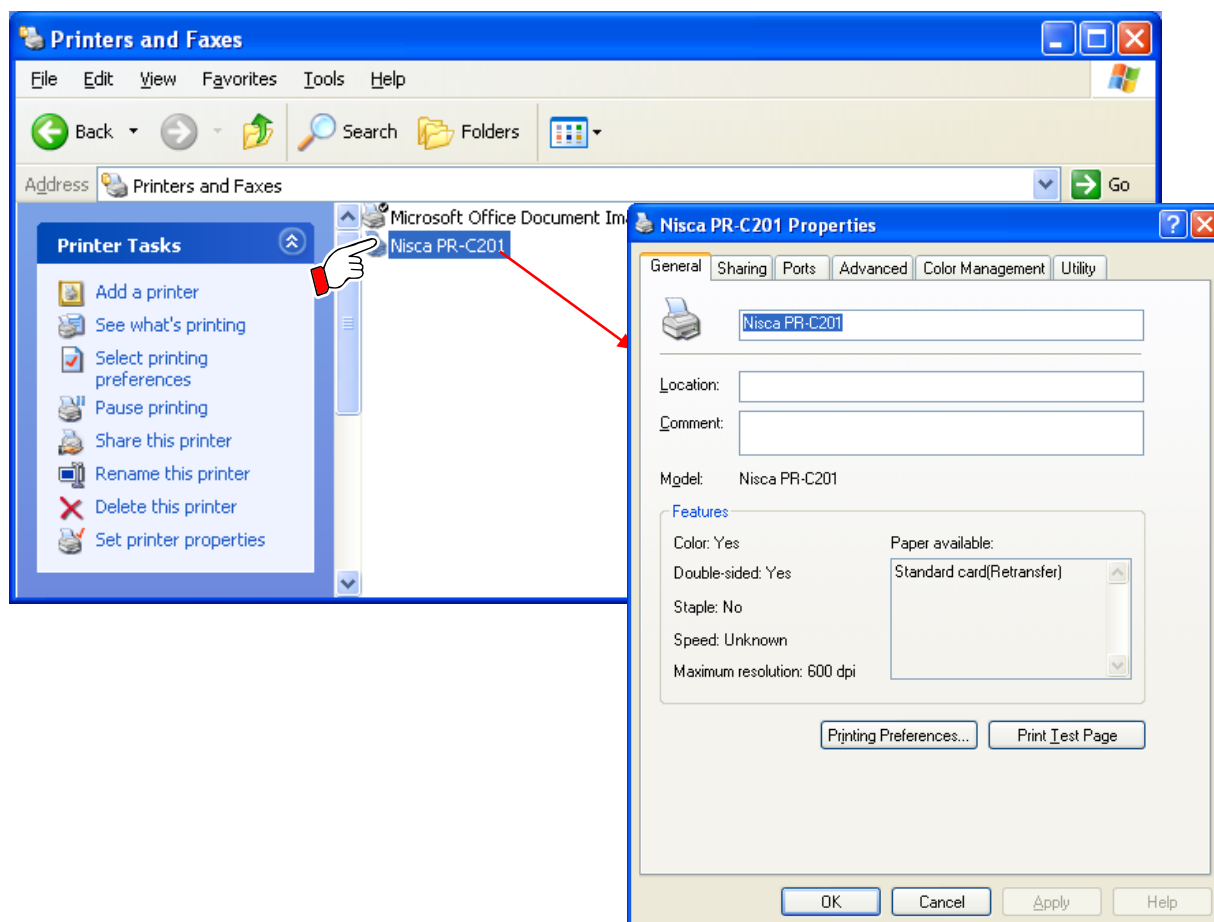 Printers and Faxes
File Edit View Favorites Tools Help
Back Search Folders
Address Printers and Faxes Go
Printer Tasks
Add a printer
See what's printing
Select printing
preferences
Pause printing
Share this printer
Rename this printer
Delete this printer
Set printer properties
Microsoft Office Document Im
Nisca PR-C201
Nisca PR-C201 Properties
General Sharing Ports Advanced Color Management Utility
Nisca PR-C201
Location:
Comment:
Model: Nisca PR-C201
Features
Color: Yes
Double-sided: Yes
Staple: No
Speed: Unknown
Maximum resolution: 600 dpi
Paper available:
Standard card(Retransfer)
Printing Preferences... Print Test Page
OK Cancel Apply Help